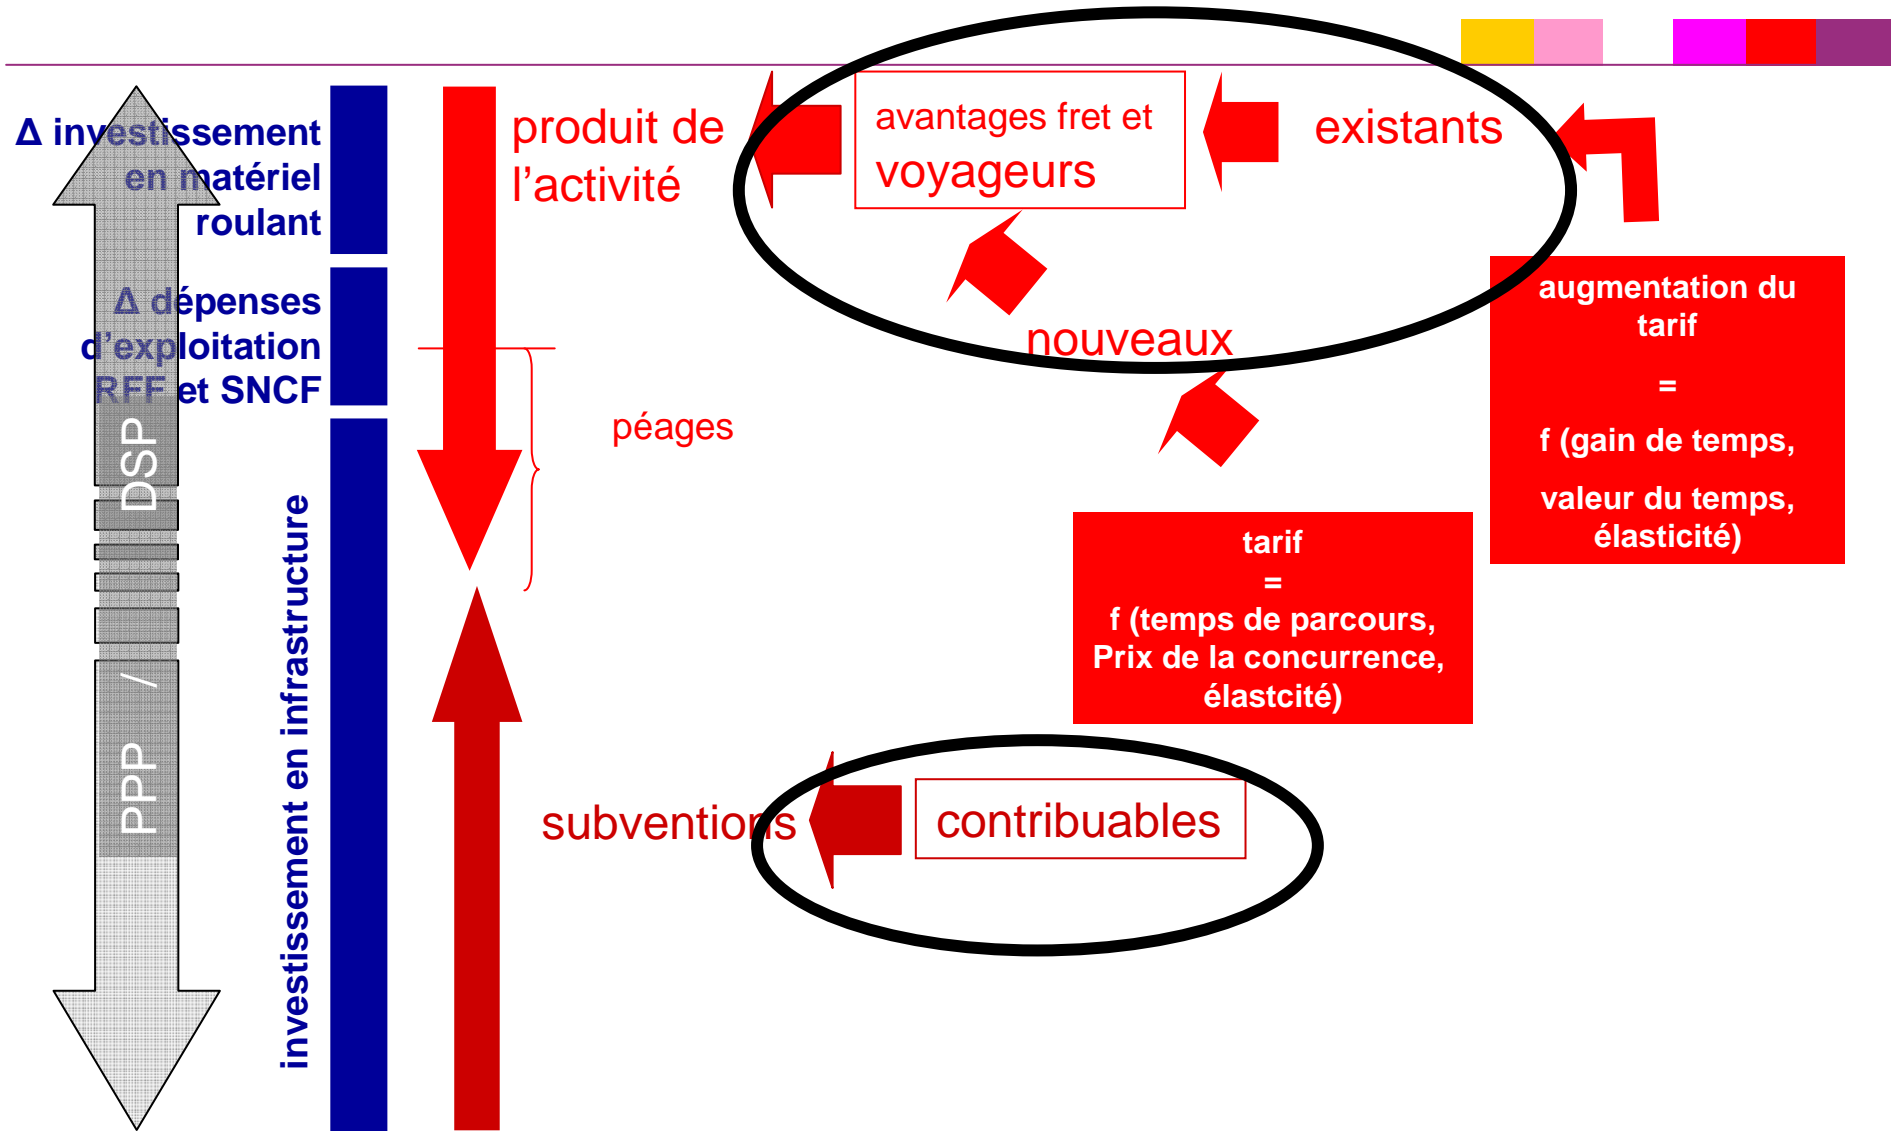 Δ investissement
en matériel
roulant
Δ dépenses
d’exploitation
RFF et SNCF
investissement en infrastructure
PPP / DSP
produit de
l’activité
avantages fret et
voyageurs
existants
nouveaux
péages
augmentation du
tarif
=
f (gain de temps,
valeur du temps,
élasticité)
tarif
=
f (temps de parcours,
Prix de la concurrence,
élastcité)
subventions
contribuables